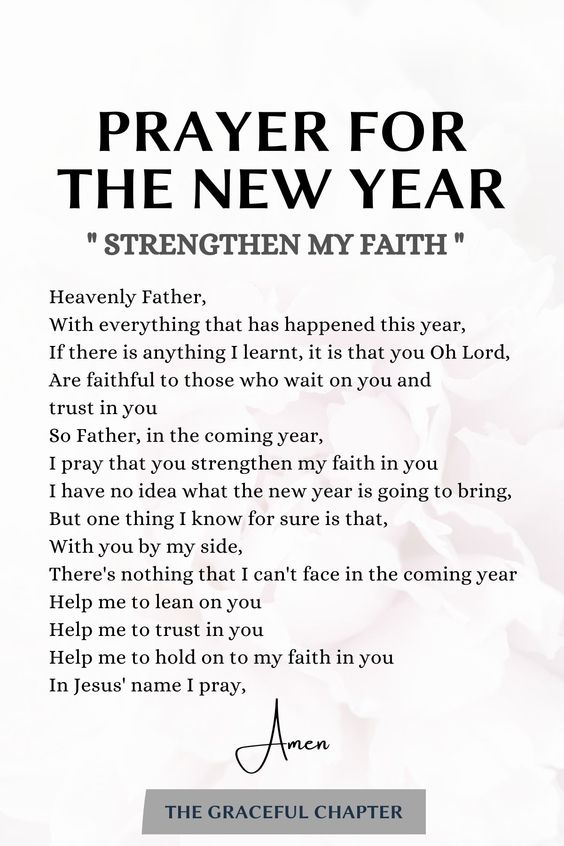 PRAYER FOR
THE NEW YEAR
" STRENGTHEN MY FAITH "
Heavenly Father,
With everything that has happened this year,
If there is anything I learnt, it is that you Oh Lord,
Are faithful to those who wait on you and
trust in you
So Father, in the coming year,
I pray that you strengthen my faith in you
I have no idea what the new year is going to bring,
But one thing I know for sure is that,
With you by my side,
There's nothing that I can't face in the coming year
Help me to lean on you
Help me to trust in you
Help me to hold on to my faith in you
In Jesus' name I pray,
Amen
THE GRACEFUL CHAPTER